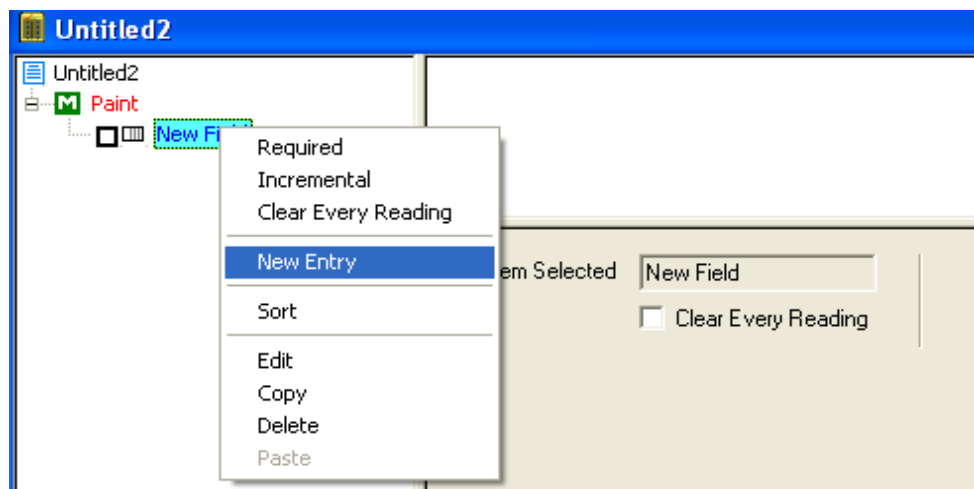 Untitled2
Untitled2
M Paint
New Fi
Required
Incremental
Clear Every Reading
New Entry
Sort
Edit
Copy
Delete
Paste
em Selected New Field
Clear Every Reading